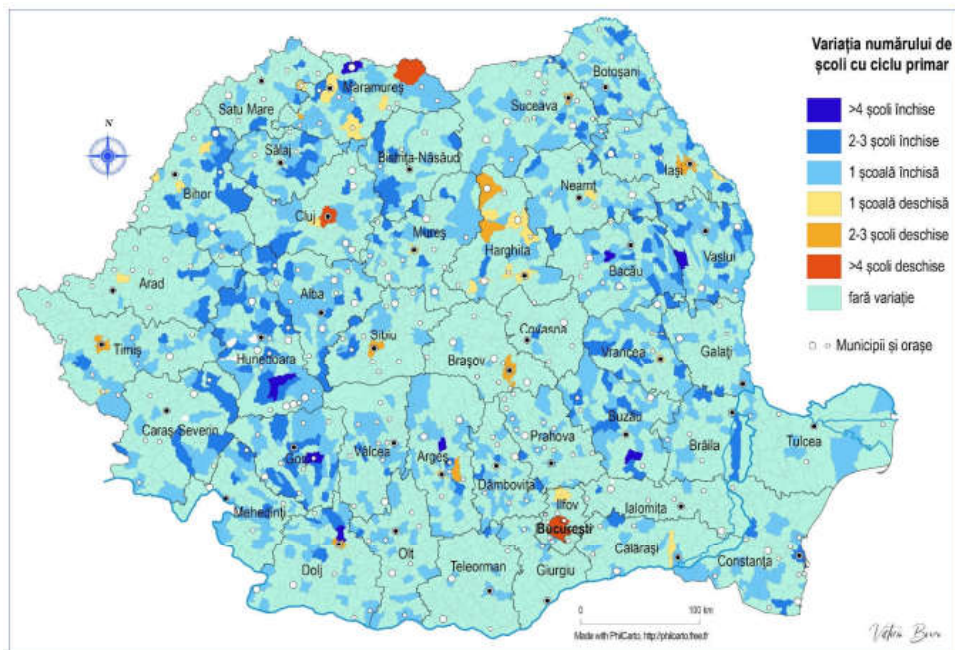 Variația numărului de
școli cu ciclu primar
>4 școli închise
2-3 școli închise
1 școală închisă
1 școală deschisă
2-3 școli deschise
>4 școli deschise
fară variație
Municipii și orașe
N
Maramureș
Satu Mare
Botoșani
Suceava
Sălaj
Bistrița-Năsăud
Iași
Neamț
Bihor
Cluj
Mureș
Harghita
Bacău
Vaslui
Arad
Alba
Sibiu
Covasna
Timiș
Hunedoara
Brașov
Vrancea
Galați
Caraș-Severin
Buzău
Gorj
Vâlcea
Argeș
Prahova
Brăila
Tulcea
Dâmbovița
Mehedinți
Ilfov
Ialomița
București
Dolj
Olt
Teleorman
Giurgiu
Călărași
Constanța
0 100 km
Made with PhilCarto, http://philcarto.free.fr